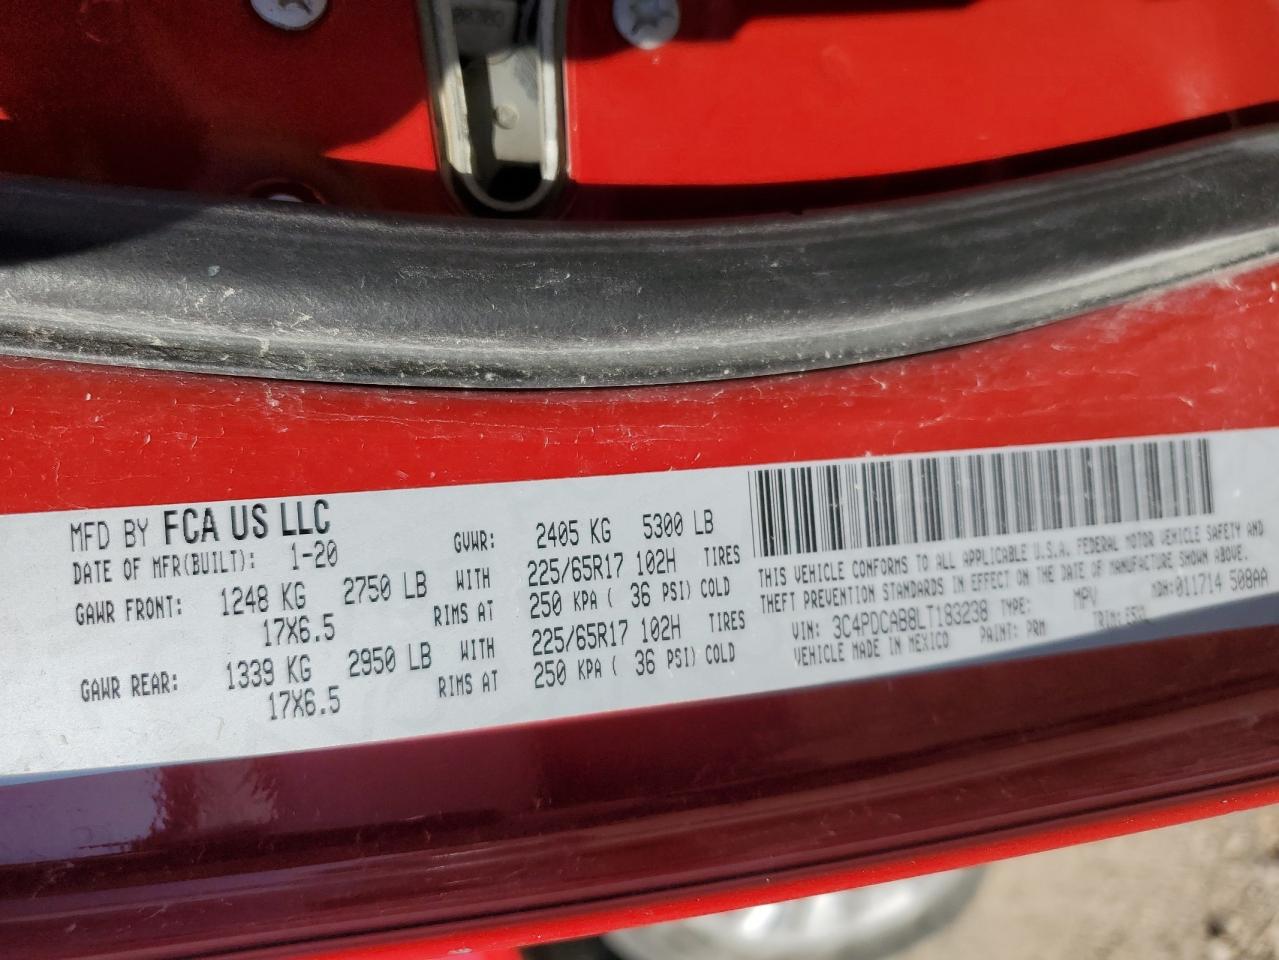 MFD BY FCA US LLC
DATE OF MFR(BUILT): 1-20
GVWR: 2405 KG 5300 LB
GAWR FRONT: 1248 KG 2750 LB WITH 225/65R17 102H TIRES
17X6.5 RIMS AT 250 KPA ( 36 PSI) COLD
GAWR REAR: 1339 KG 2950 LB WITH 225/65R17 102H TIRES
17X6.5 RIMS AT 250 KPA ( 36 PSI) COLD
THIS VEHICLE CONFORMS TO ALL APPLICABLE U.S.A. FEDERAL MOTOR VEHICLE SAFETY AND
THEFT PREVENTION STANDARDS IN EFFECT ON THE DATE OF MANUFACTURE SHOWN ABOVE.
VIN: 3C4PDCAB8LT183238 TYPE: MPV MDH:011714 508AA
VEHICLE MADE IN MEXICO PAINT: PRM TRIM: